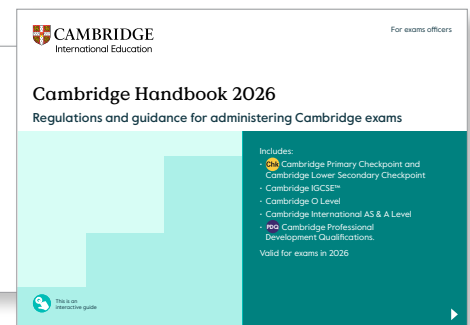 CAMBRIDGE
International Education
For exams officers
Cambridge Handbook 2026
Regulations and guidance for administering Cambridge exams
Includes:
· Chk Cambridge Primary Checkpoint and
Cambridge Lower Secondary Checkpoint
· Cambridge IGCSE™
· Cambridge O Level
· Cambridge International AS & A Level
· PDQ Cambridge Professional
Development Qualifications.
Valid for exams in 2026
This is an
interactive guide